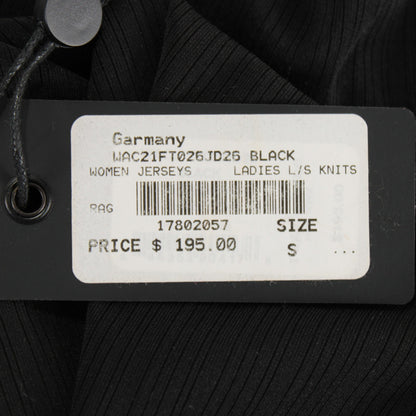 Garmany
WAC21FT026JD26 BLACK
WOMEN JERSEYS LADIES L/S KNITS
RAG
17802057 SIZE
PRICE $ 195.00 S ...